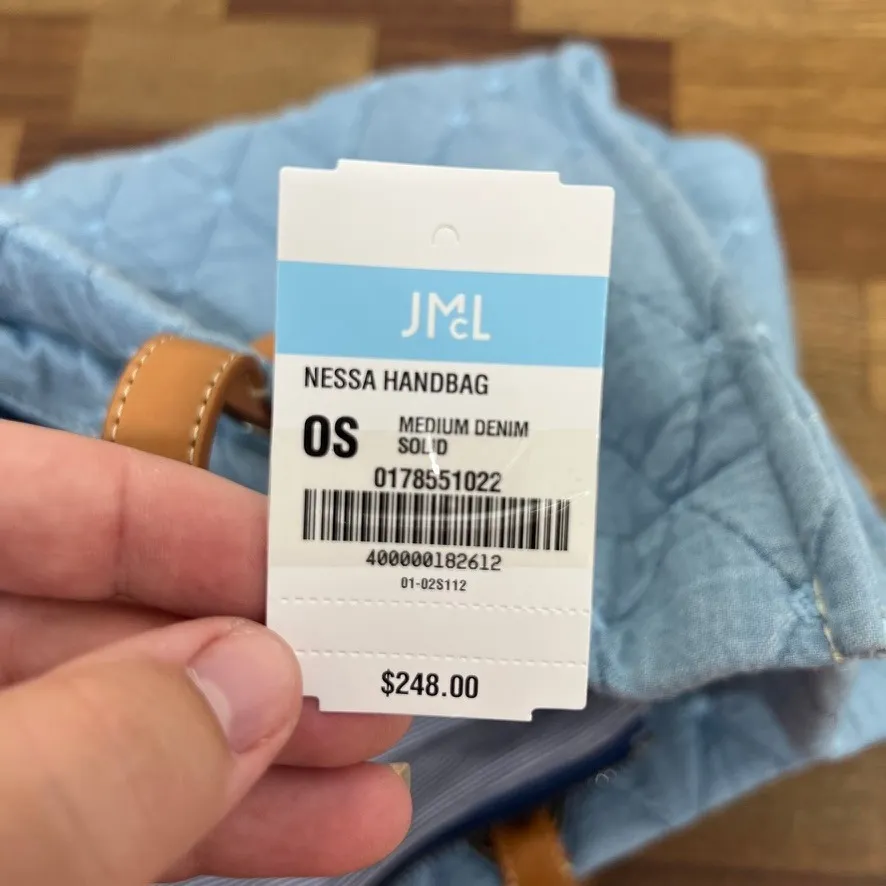 JMcL
NESSA HANDBAG
OS
MEDIUM DENIM
SOLID
0178551022
400000182612
01-02S112
$248.00